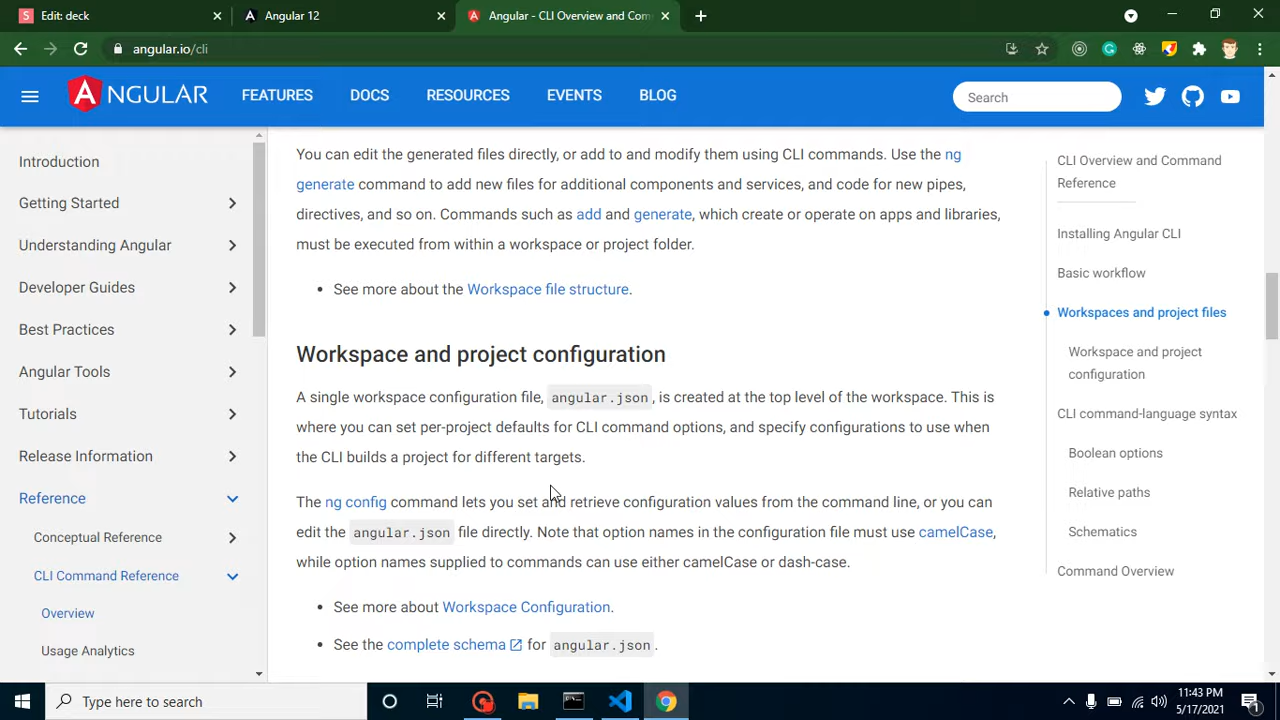 Edit: deck
Angular 12
Angular - CLI Overview and Com
angular.io/cli
NGULAR
FEATURES
DOCS
RESOURCES
EVENTS
BLOG
Search
Introduction
Getting Started
Understanding Angular
Developer Guides
Best Practices
Angular Tools
Tutorials
Release Information
Reference
Conceptual Reference
CLI Command Reference
Overview
Usage Analytics
You can edit the generated files directly, or add to and modify them using CLI commands. Use the ng
generate command to add new files for additional components and services, and code for new pipes,
directives, and so on. Commands such as add and generate, which create or operate on apps and libraries,
must be executed from within a workspace or project folder.
• See more about the Workspace file structure.
Workspace and project configuration
A single workspace configuration file, angular.json, is created at the top level of the workspace. This is
where you can set per-project defaults for CLI command options, and specify configurations to use when
the CLI builds a project for different targets.
The ng config command lets you set and retrieve configuration values from the command line, or you can
edit the angular.json file directly. Note that option names in the configuration file must use camelCase,
while option names supplied to commands can use either camelCase or dash-case.
• See more about Workspace Configuration.
• See the complete schema for angular.json.
CLI Overview and Command
Reference
Installing Angular CLI
Basic workflow
Workspaces and project files
Workspace and project
configuration
CLI command-language syntax
Boolean options
Relative paths
Schematics
Command Overview
Type here to search
11:43 PM
5/17/2021
1